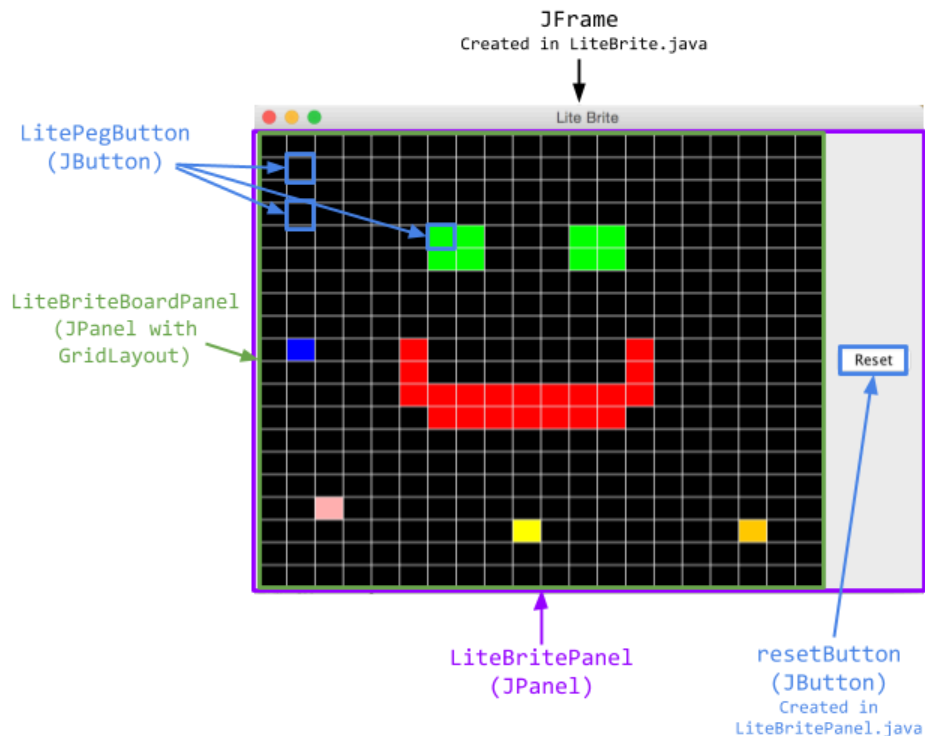 JFrame
Created in LiteBrite.java
Lite Brite
LitePegButton
(JButton)
LiteBriteBoardPanel
(JPanel with
GridLayout)
Reset
LiteBritePanel
(JPanel)
resetButton
(JButton)
Created in
LiteBritePanel.java